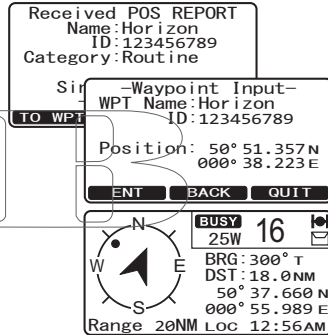 Received POS REPORT
Name:Horizon
ID:123456789
Category:Routine
TO WPT
-Waypoint Input-
WPT Name:Horizon
ID:123456789
Position: 50°51.357N
000°38.223E
ENT BACK QUIT
N
W E
S
Range 20NM
BUSY
25W 16
BRG:300°T
DST:18.0NM
50°37.660N
000°55.989E
LOC 12:56AM